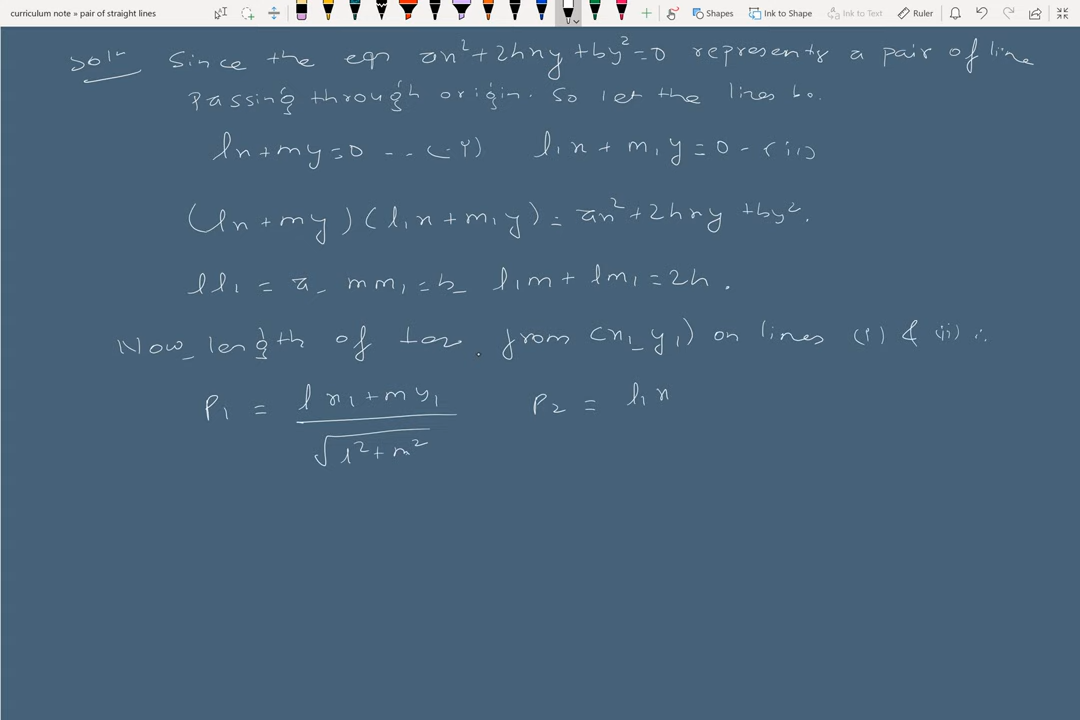 curriculum note » pair of straight lines
Shapes Ink to Shape Ink to Text Ruler
Solⁿ Since the eqn ax²+2hxy+by²=0 represents a pair of line
passing through origin. So let the lines be.
lx+my=0 --- (i) l₁x + m₁y = 0 - (ii)
(lx+my)(l₁x+m₁y) = ax²+2hxy+by².
ll₁ = a, mm₁ = b, l₁m + lm₁ = 2h.
Now, length of ⊥ar from (x₁, y₁) on lines (i) & (ii) :
P₁ = (l x₁ + m y₁) / √(l²+m²) P₂ = l₁x